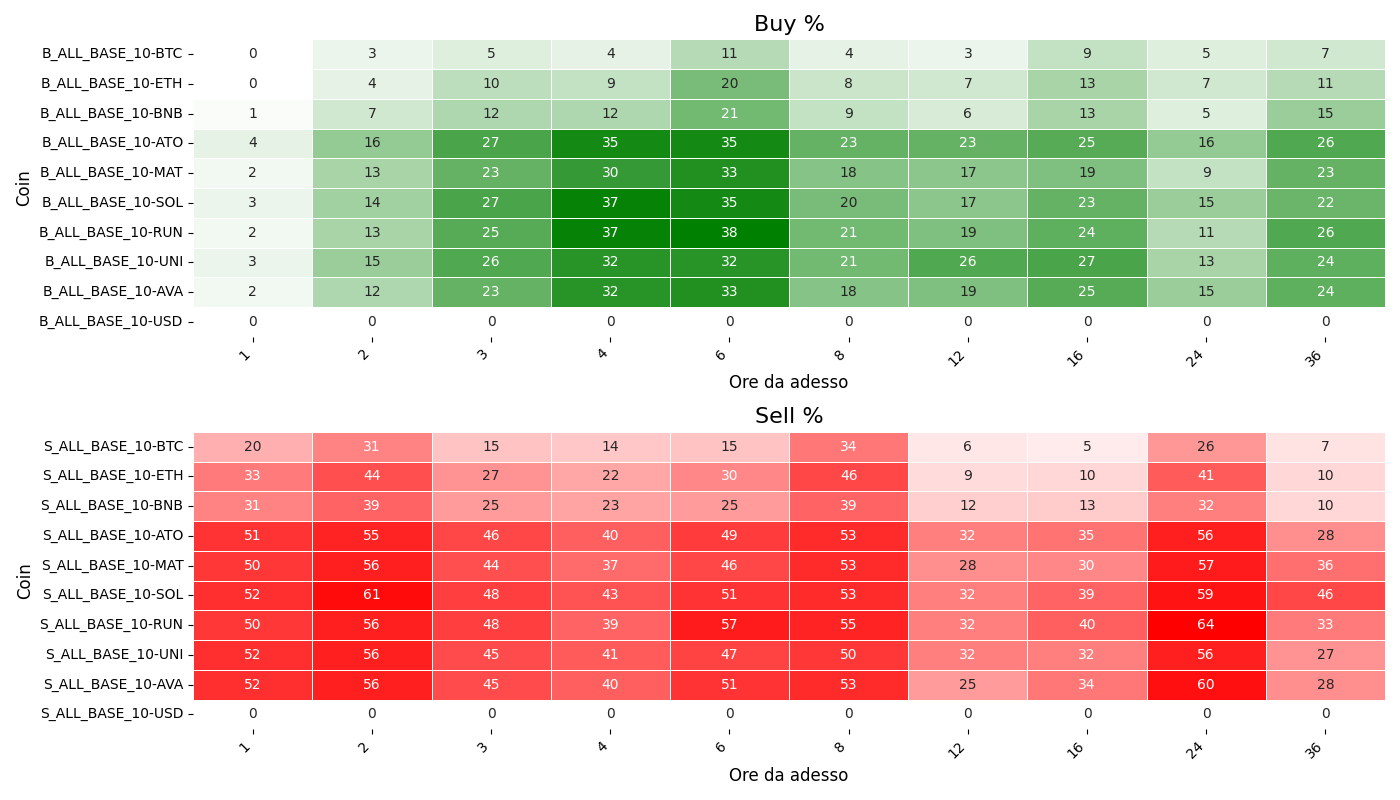 Buy %
Coin
B_ALL_BASE_10-BTC 0 3 5 4 11 4 3 9 5 7
B_ALL_BASE_10-ETH 0 4 10 9 20 8 7 13 7 11
B_ALL_BASE_10-BNB 1 7 12 12 21 9 6 13 5 15
B_ALL_BASE_10-ATO 4 16 27 35 35 23 23 25 16 26
B_ALL_BASE_10-MAT 2 13 23 30 33 18 17 19 9 23
B_ALL_BASE_10-SOL 3 14 27 37 35 20 17 23 15 22
B_ALL_BASE_10-RUN 2 13 25 37 38 21 19 24 11 26
B_ALL_BASE_10-UNI 3 15 26 32 32 21 26 27 13 24
B_ALL_BASE_10-AVA 2 12 23 32 33 18 19 25 15 24
B_ALL_BASE_10-USD 0 0 0 0 0 0 0 0 0 0
1 2 3 4 6 8 12 16 24 36
Ore da adesso
Sell %
Coin
S_ALL_BASE_10-BTC 20 31 15 14 15 34 6 5 26 7
S_ALL_BASE_10-ETH 33 44 27 22 30 46 9 10 41 10
S_ALL_BASE_10-BNB 31 39 25 23 25 39 12 13 32 10
S_ALL_BASE_10-ATO 51 55 46 40 49 53 32 35 56 28
S_ALL_BASE_10-MAT 50 56 44 37 46 53 28 30 57 36
S_ALL_BASE_10-SOL 52 61 48 43 51 53 32 39 59 46
S_ALL_BASE_10-RUN 50 56 48 39 57 55 32 40 64 33
S_ALL_BASE_10-UNI 52 56 45 41 47 50 32 32 56 27
S_ALL_BASE_10-AVA 52 56 45 40 51 53 25 34 60 28
S_ALL_BASE_10-USD 0 0 0 0 0 0 0 0 0 0
1 2 3 4 6 8 12 16 24 36
Ore da adesso